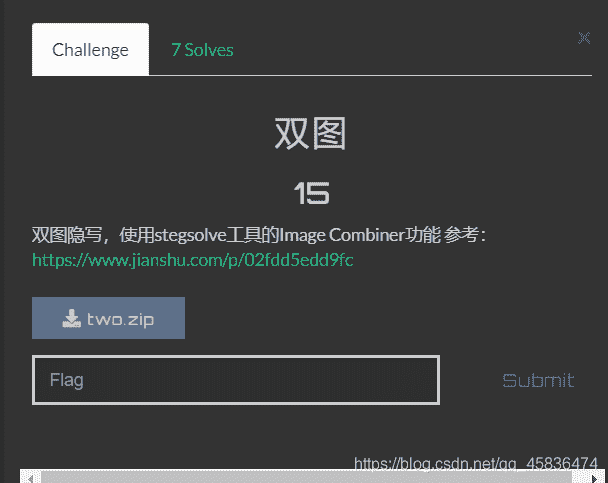 Challenge
7 Solves
×
双图
15
双图隐写，使用stegsolve工具的Image Combiner功能 参考：
https://www.jianshu.com/p/02fdd5edd9fc
two.zip
Flag
Submit
https://blog.csdn.net/qq_45836474